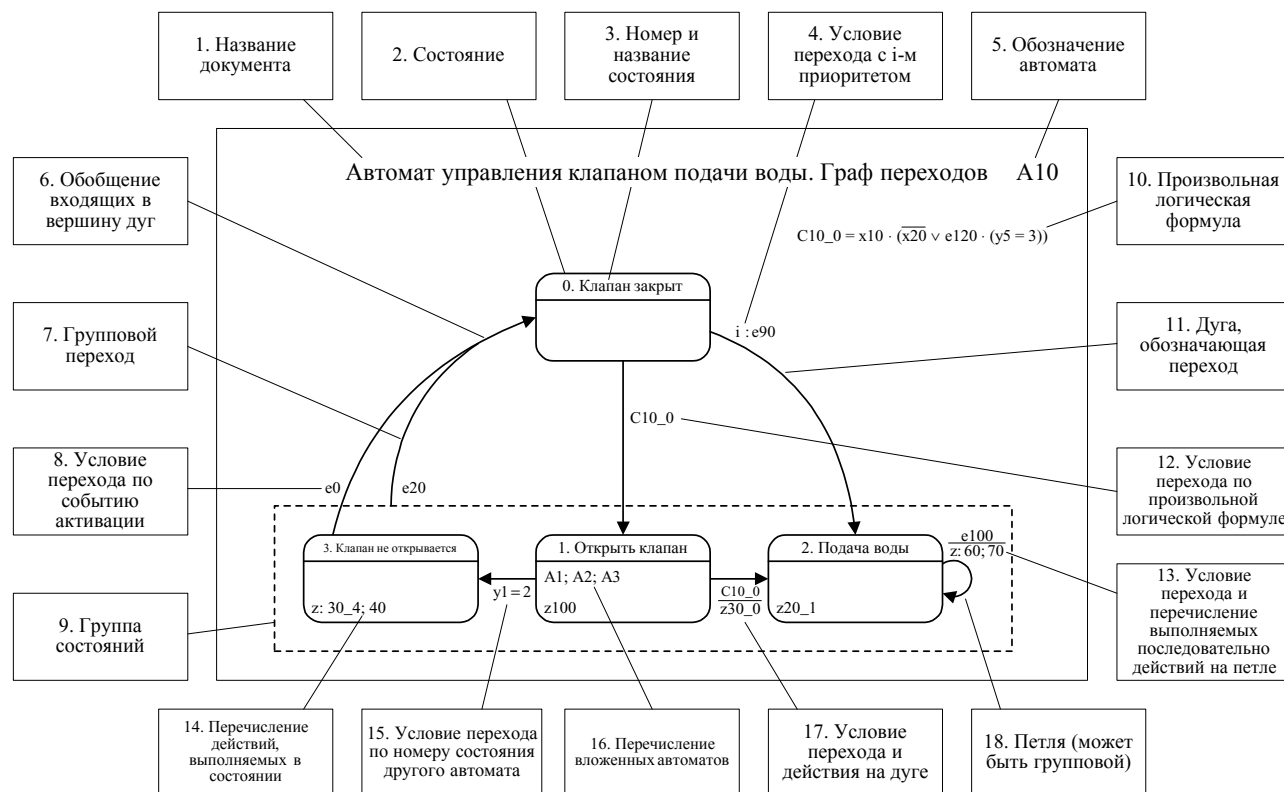 1. Название
документа
2. Состояние
3. Номер и
название
состояния
4. Условие
перехода с i-м
приоритетом
5. Обозначение
автомата
Автомат управления клапаном подачи воды. Граф переходов А10
6. Обобщение
входящих в
вершину дуг
10. Произвольная
логическая
формула
C10_0 = x10 · (x̅2̅0̅ ∨ e120 · (y5 = 3))
0. Клапан закрыт
7. Групповой
переход
i : e90
11. Дуга,
обозначающая
переход
C10_0
8. Условие
перехода по
событию
активации
e0
e20
12. Условие
перехода по
произвольной
логической формуле
3. Клапан не открывается
z: 30_4; 40
1. Открыть клапан
A1; A2; A3
z100
2. Подача воды
z20_1
e100
z: 60; 70
y1 = 2
C10_0
z30_0
9. Группа
состояний
13. Условие
перехода и
перечисление
выполняемых
последовательно
действий на петле
14. Перечисление
действий,
выполняемых в
состоянии
15. Условие перехода
по номеру состояния
другого автомата
16. Перечисление
вложенных автоматов
17. Условие
перехода и
действия на дуге
18. Петля (может
быть групповой)